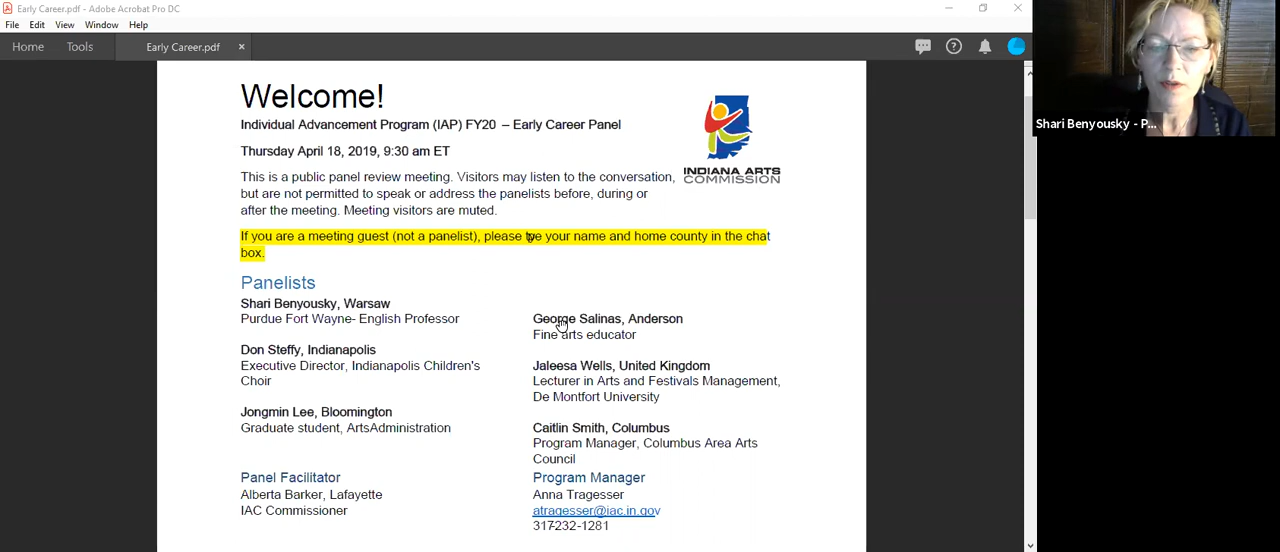 Early Career.pdf - Adobe Acrobat Pro DC
File Edit View Window Help
Home Tools Early Career.pdf
Welcome!
Individual Advancement Program (IAP) FY20 – Early Career Panel
Thursday April 18, 2019, 9:30 am ET
This is a public panel review meeting. Visitors may listen to the conversation,
but are not permitted to speak or address the panelists before, during or
after the meeting. Meeting visitors are muted.
INDIANA ARTS
COMMISSION
If you are a meeting guest (not a panelist), please type your name and home county in the chat
box.
Panelists
Shari Benyousky, Warsaw
Purdue Fort Wayne- English Professor
Don Steffy, Indianapolis
Executive Director, Indianapolis Children's
Choir
Jongmin Lee, Bloomington
Graduate student, ArtsAdministration
George Salinas, Anderson
Fine arts educator
Jaleesa Wells, United Kingdom
Lecturer in Arts and Festivals Management,
De Montfort University
Caitlin Smith, Columbus
Program Manager, Columbus Area Arts
Council
Panel Facilitator
Alberta Barker, Lafayette
IAC Commissioner
Program Manager
Anna Tragesser
atragesser@iac.in.gov
317-232-1281
Shari Benyousky - P...